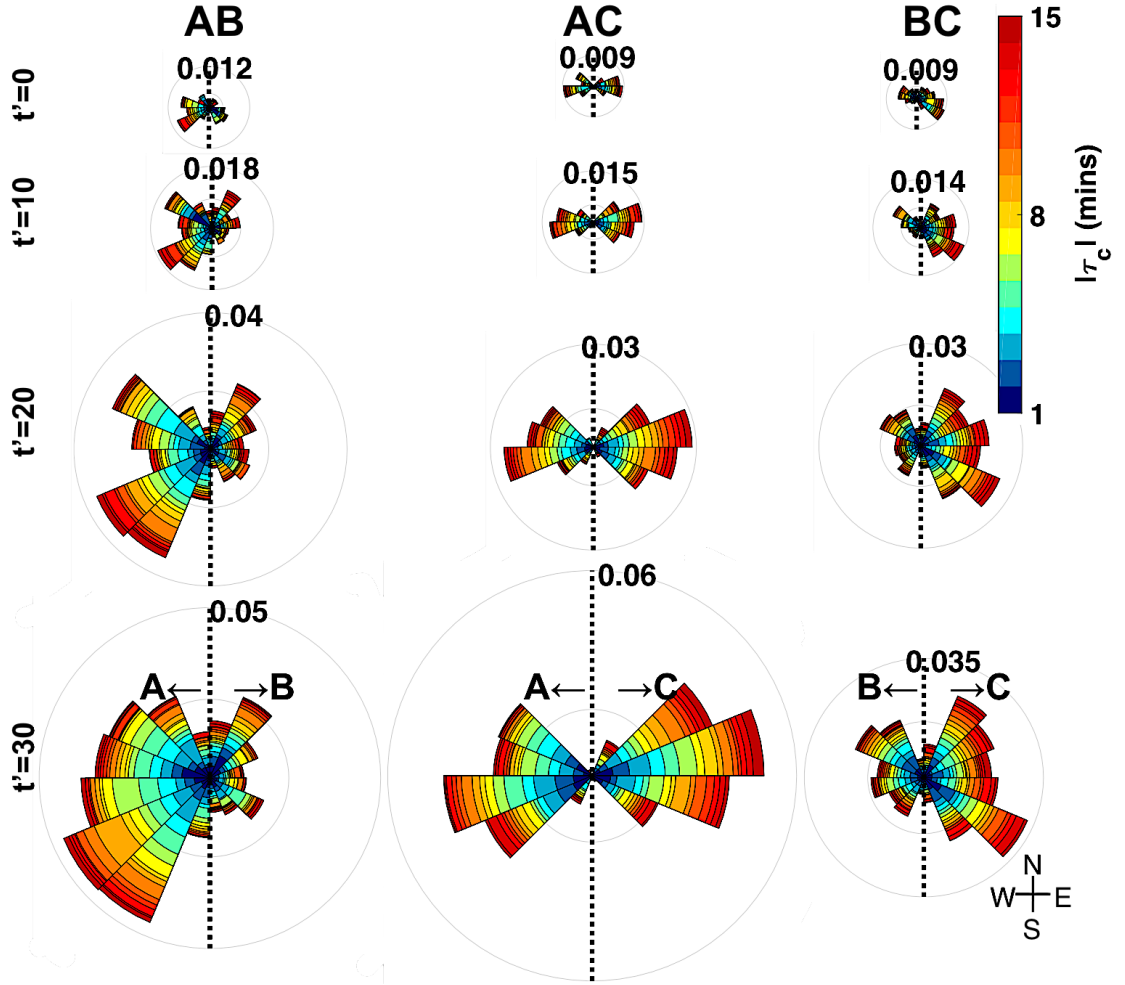 AB AC BC
15
8
1
|τc| (mins)
t'=0
0.012 0.009 0.009
t'=10
0.018 0.015 0.014
t'=20
0.04 0.03 0.03
t'=30
0.05 0.06 0.035
A←→B A←→C B←→C
N
W E
S